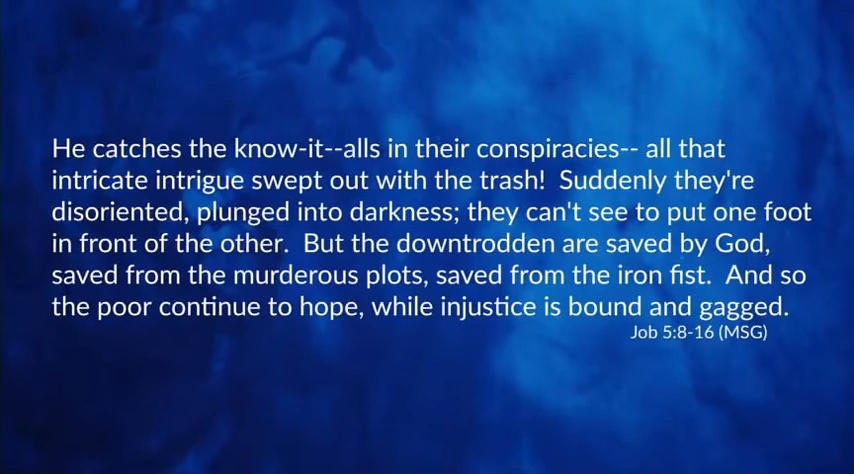 He catches the know-it--alls in their conspiracies-- all that
intricate intrigue swept out with the trash!  Suddenly they're
disoriented, plunged into darkness; they can't see to put one foot
in front of the other.  But the downtrodden are saved by God,
saved from the murderous plots, saved from the iron fist.  And so
the poor continue to hope, while injustice is bound and gagged.
Job 5:8-16 (MSG)